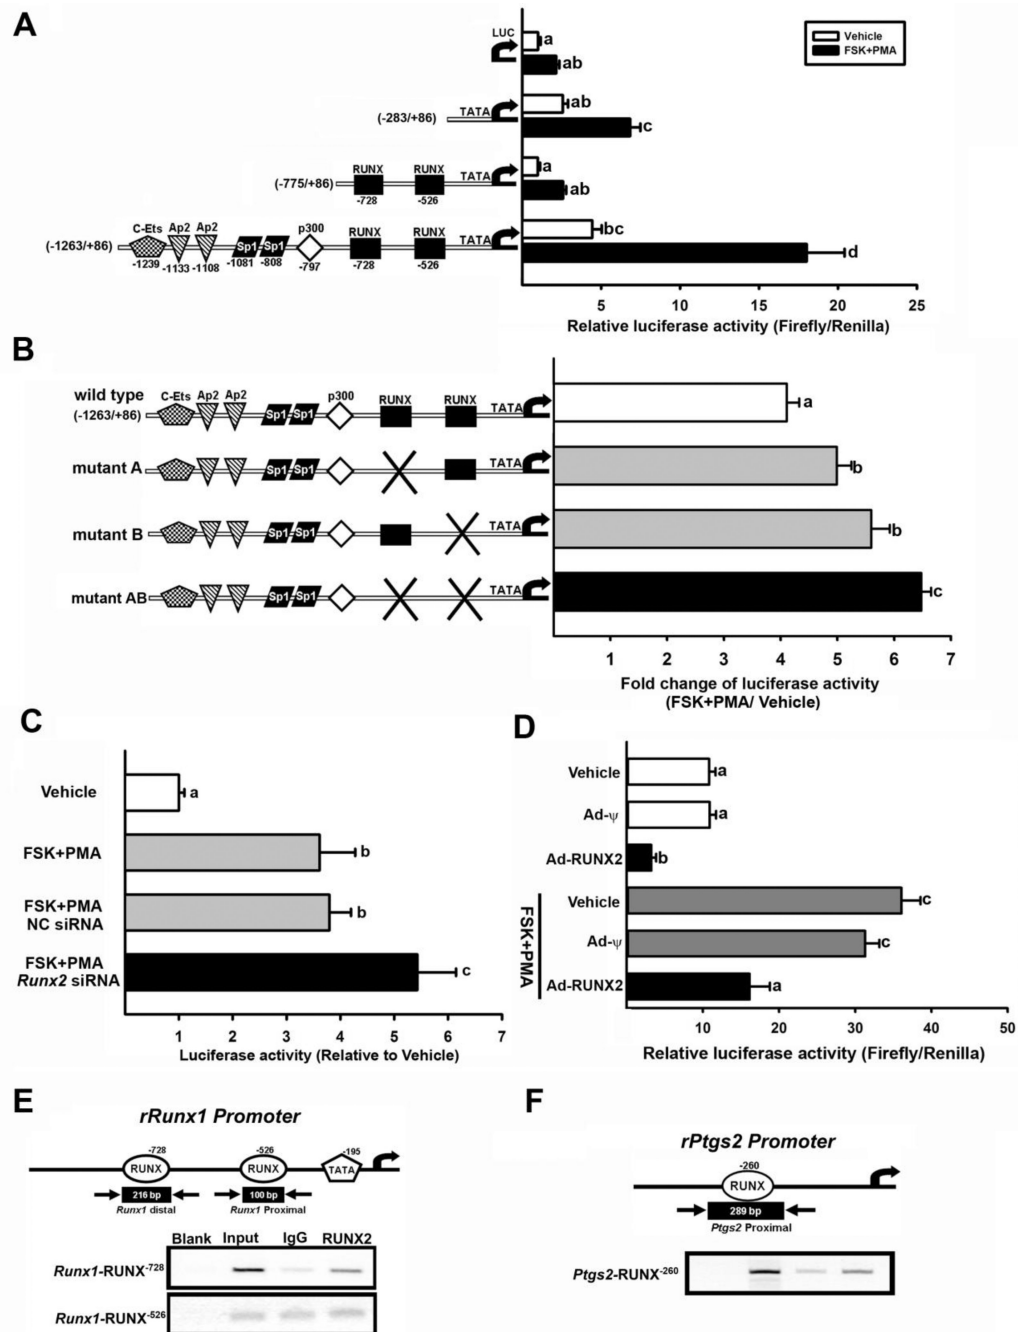 A
LUC
a
ab
Vehicle
FSK+PMA
(-283/+86)
TATA
ab
c
(-775/+86)
RUNX
RUNX
TATA
-728
-526
a
ab
(-1263/+86)
C-Ets
Ap2
Ap2
Sp1
Sp1
p300
RUNX
RUNX
TATA
-1239
-1133
-1108
-1081
-808
-797
-728
-526
bc
d
5
10
15
20
25
Relative luciferase activity (Firefly/Renilla)
B
wild type
(-1263/+86)
C-Ets
Ap2
Ap2
Sp1
Sp1
p300
RUNX
RUNX
TATA
a
mutant A
Sp1
Sp1
TATA
b
mutant B
Sp1
Sp1
TATA
b
mutant AB
Sp1
Sp1
TATA
c
1
2
3
4
5
6
7
Fold change of luciferase activity
(FSK+PMA/ Vehicle)
C
Vehicle
a
FSK+PMA
b
FSK+PMA
NC siRNA
b
FSK+PMA
Runx2 siRNA
c
1
2
3
4
5
6
7
Luciferase activity (Relative to Vehicle)
D
Vehicle
a
Ad-ψ
a
Ad-RUNX2
b
FSK+PMA
Vehicle
c
Ad-ψ
c
Ad-RUNX2
a
10
20
30
40
50
Relative luciferase activity (Firefly/Renilla)
E
rRunx1 Promoter
-728
-526
-195
RUNX
RUNX
TATA
216 bp
100 bp
Runx1 distal
Runx1 Proximal
Blank
Input
IgG
RUNX2
Runx1-RUNX-728
Runx1-RUNX-526
F
rPtgs2 Promoter
-260
RUNX
289 bp
Ptgs2 Proximal
Ptgs2-RUNX-260